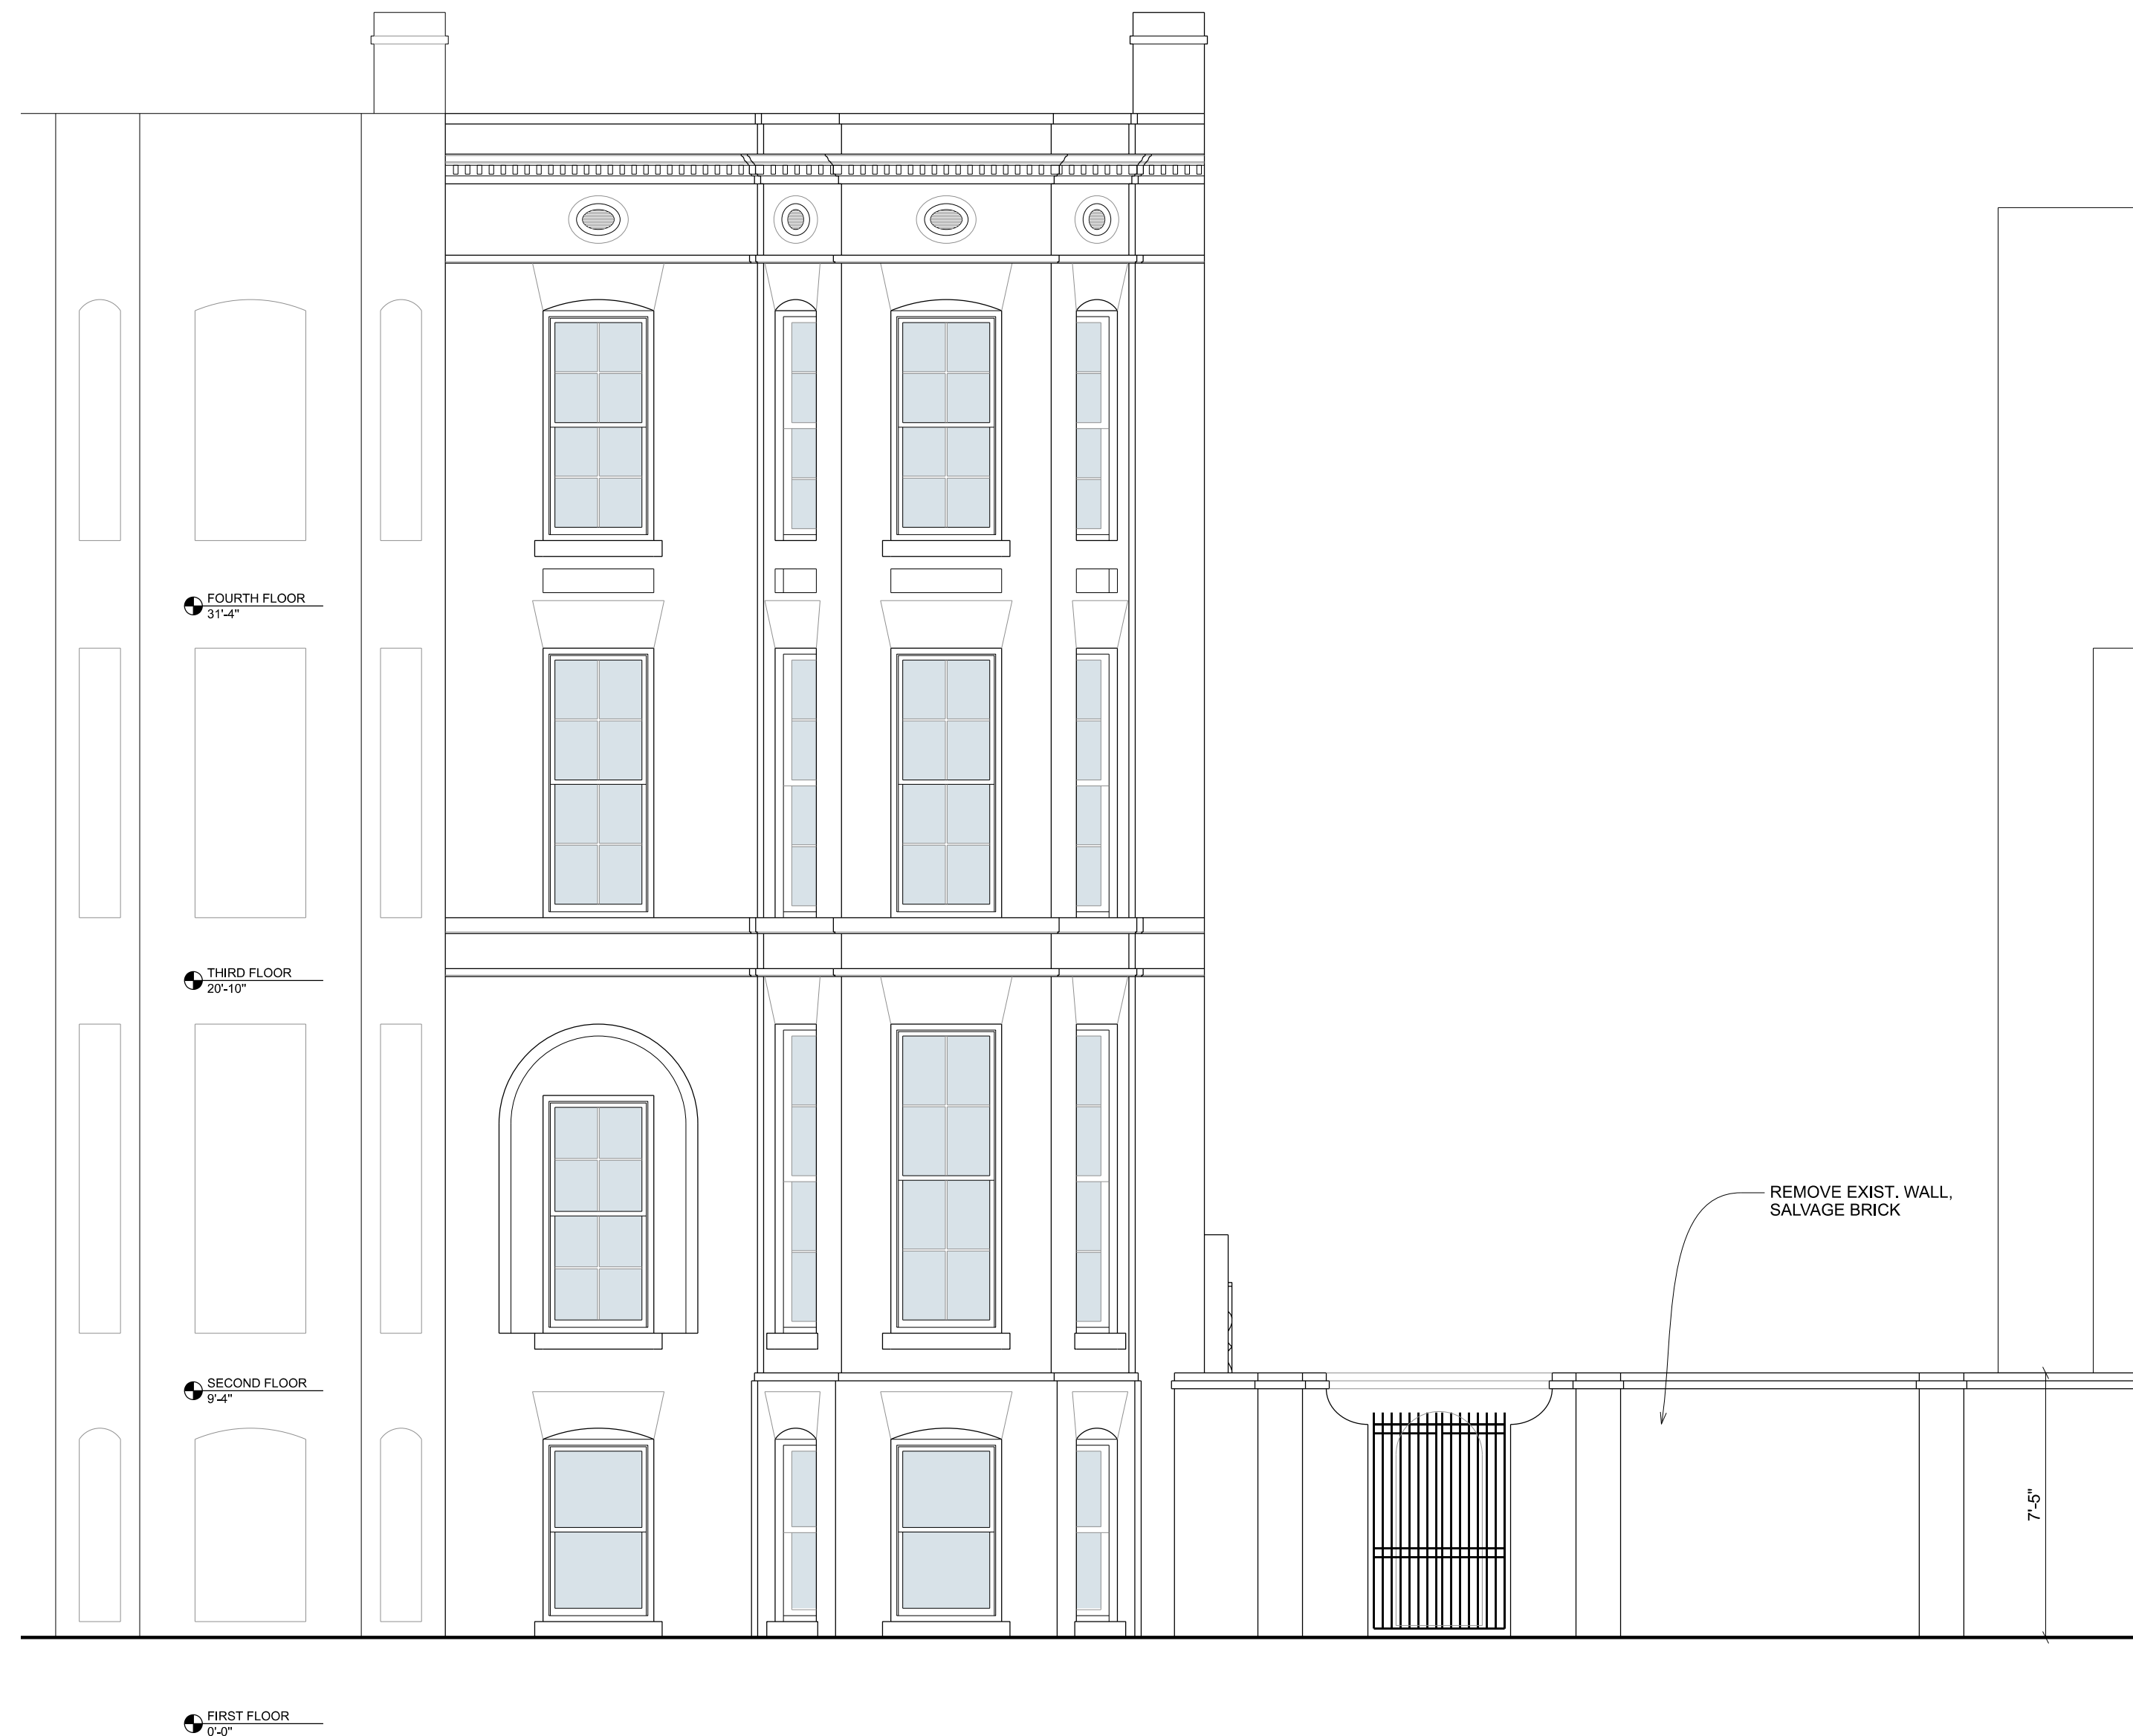 FOURTH FLOOR
31'-4"
THIRD FLOOR
20'-10"
REMOVE EXIST. WALL,
SALVAGE BRICK
SECOND FLOOR
9'-4"
7'-5"
FIRST FLOOR
0'-0"